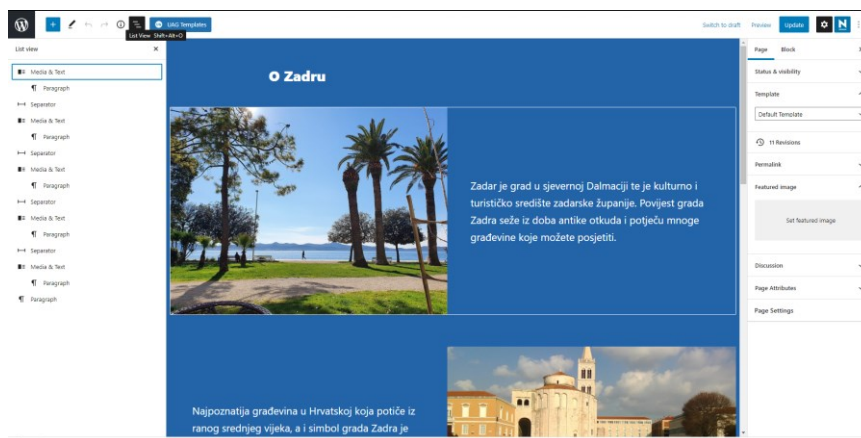 UAG Templates
Switch to draft
Preview
Update
List View Shift+Alt+O
List view
Media & Text
Paragraph
Separator
Media & Text
Paragraph
Separator
Media & Text
Paragraph
Separator
Media & Text
Paragraph
Separator
Media & Text
Paragraph
Paragraph
O Zadru
Zadar je grad u sjevernoj Dalmaciji te je kulturno i
turističko središte zadarske županije. Povijest grada
Zadra seže iz doba antike otkuda i potječu mnoge
građevine koje možete posjetiti.
Najpoznatija građevina u Hrvatskoj koja potiče iz
ranog srednjeg vijeka, a i simbol grada Zadra je
Page Block
Status & visibility
Template
Default Template
11 Revisions
Permalink
Featured image
Set featured image
Discussion
Page Attributes
Page Settings